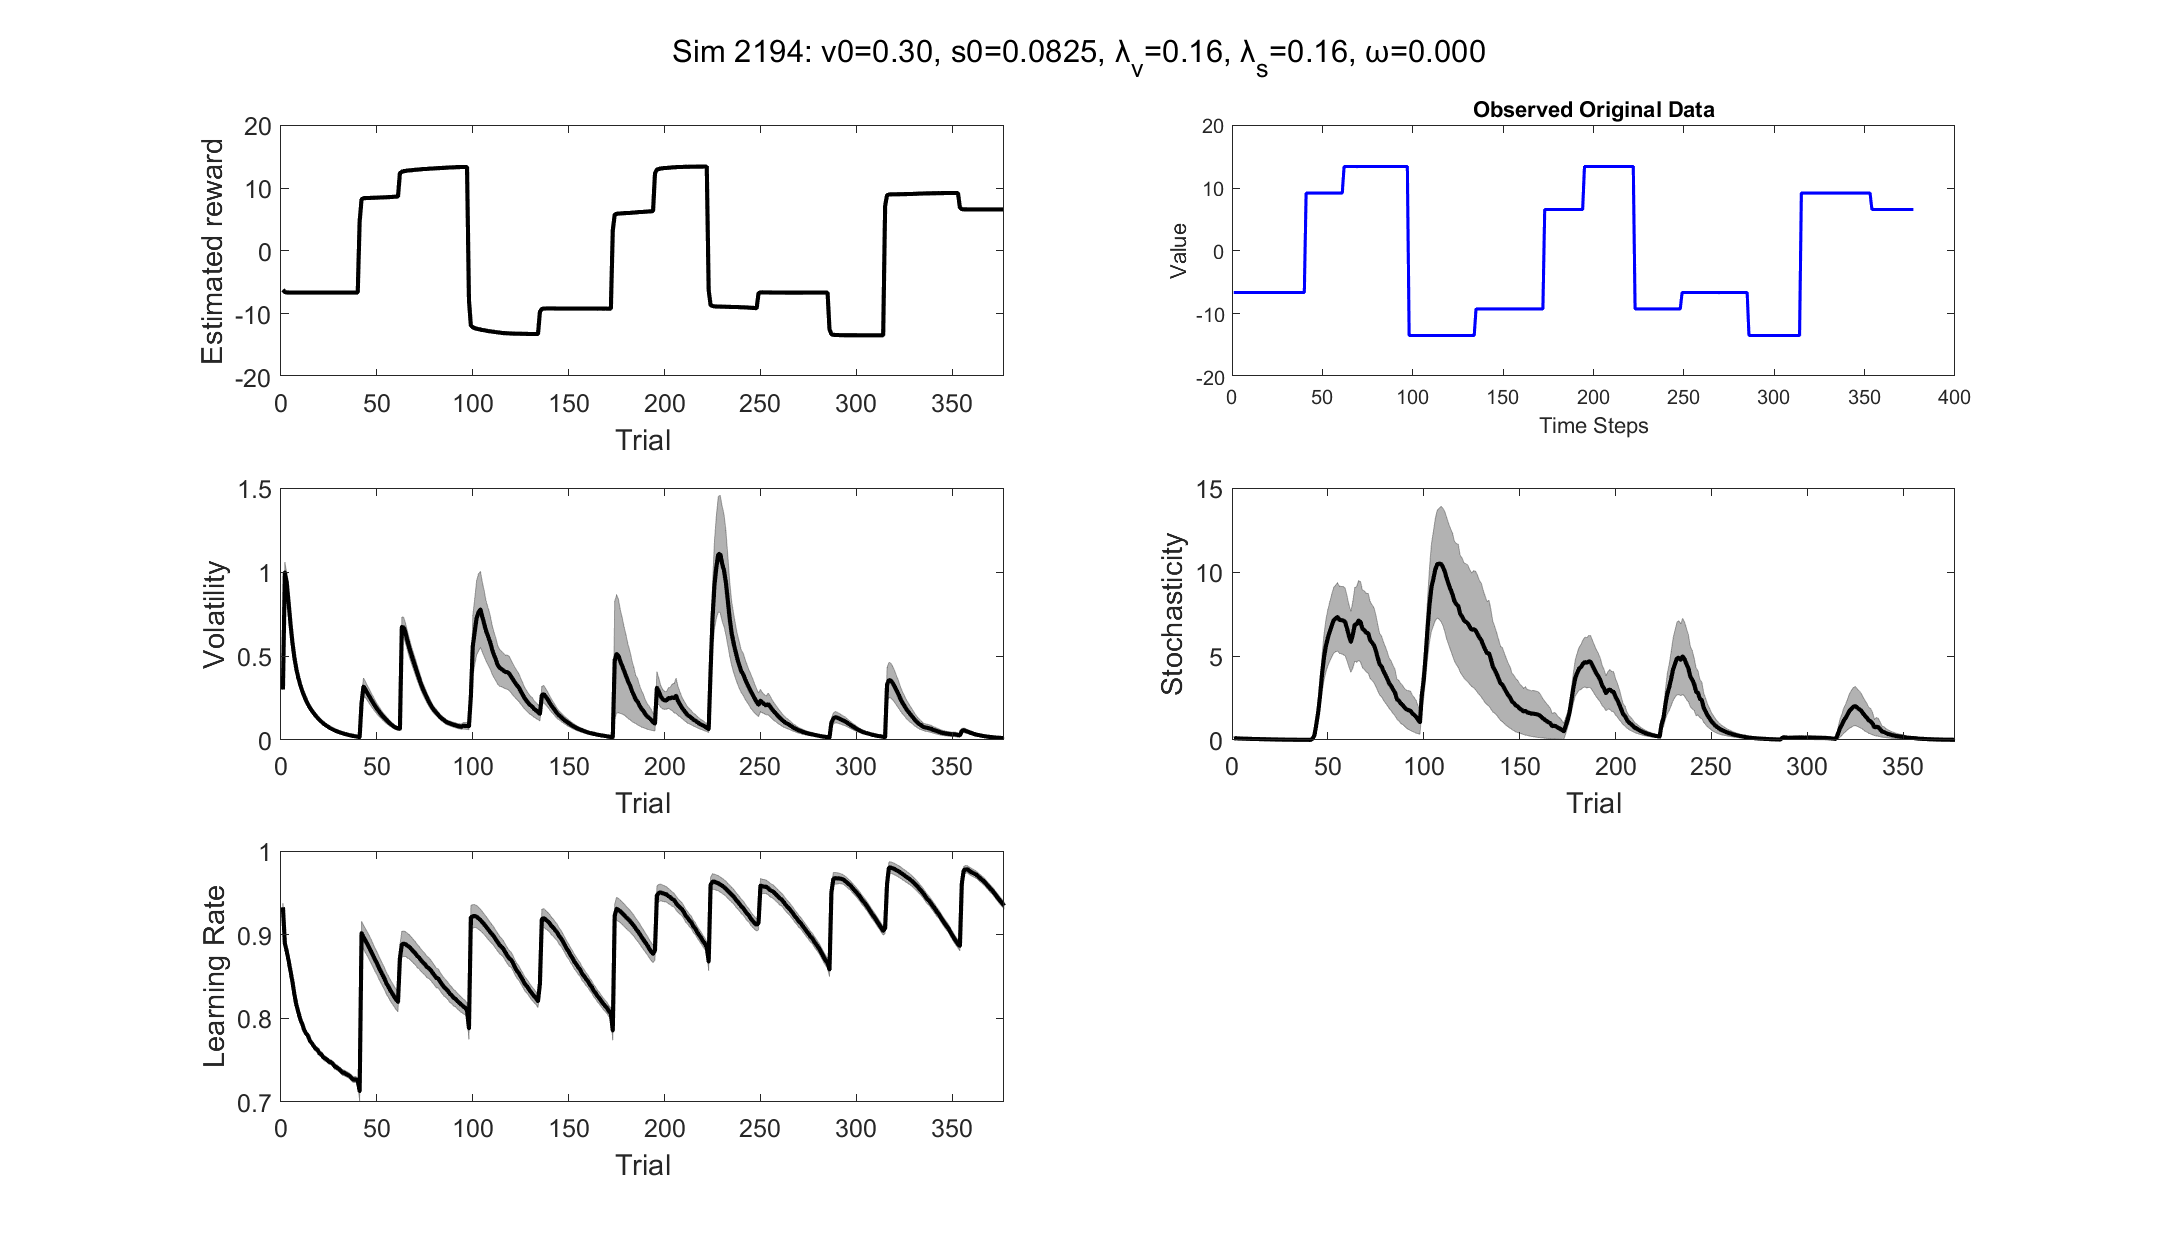 Sim 2194: v0=0.30, s0=0.0825, λ_v=0.16, λ_s=0.16, ω=0.000
Estimated reward
20
10
0
-10
-20
0 50 100 150 200 250 300 350
Trial
Observed Original Data
Value
20
10
0
-10
-20
0 50 100 150 200 250 300 350 400
Time Steps
Volatility
1.5
1
0.5
0
0 50 100 150 200 250 300 350
Trial
Stochasticity
15
10
5
0
0 50 100 150 200 250 300 350
Trial
Learning Rate
1
0.9
0.8
0.7
0 50 100 150 200 250 300 350
Trial